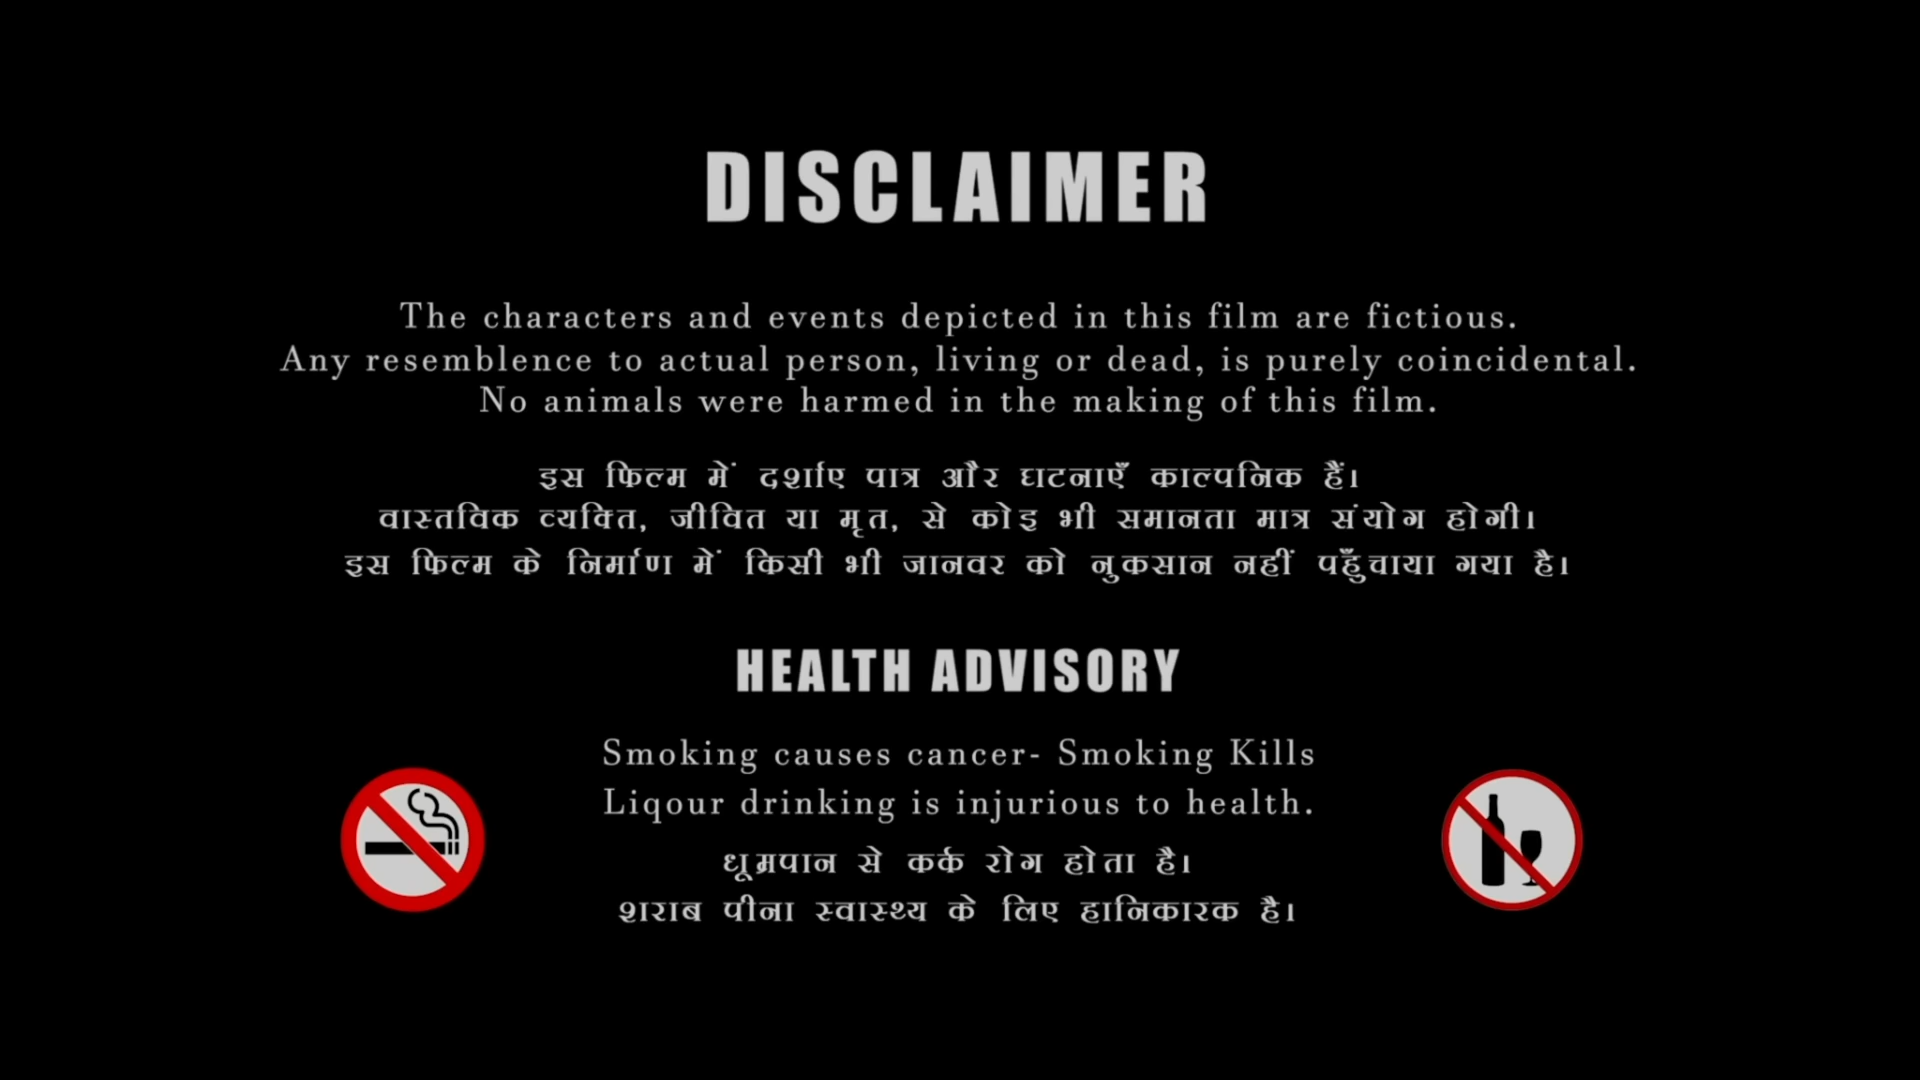 DISCLAIMER
The characters and events depicted in this film are fictious.
Any resemblence to actual person, living or dead, is purely coincidental.
No animals were harmed in the making of this film.
इस फिल्म में दर्शाए पात्र और घटनाएँ काल्पनिक हैं।
वास्तविक व्यक्ति, जीवित या मृत, से कोइ भी समानता मात्र संयोग होगी।
इस फिल्म के निर्माण में किसी भी जानवर को नुकसान नहीं पहुँचाया गया है।
HEALTH ADVISORY
Smoking causes cancer- Smoking Kills
Liqour drinking is injurious to health.
धूम्रपान से कर्क रोग होता है।
शराब पीना स्वास्थ्य के लिए हानिकारक है।